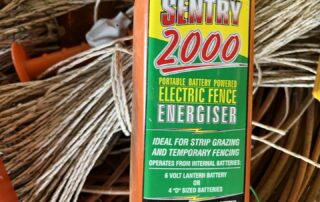 SENTRY
2000
PORTABLE BATTERY POWERED
ELECTRIC FENCE
ENERGISER
IDEAL FOR STRIP GRAZING
AND TEMPORARY FENCING
OPERATES FROM INTERNAL BATTERIES:
6 VOLT LANTERN BATTERY
OR
4 "D" SIZED BATTERIES